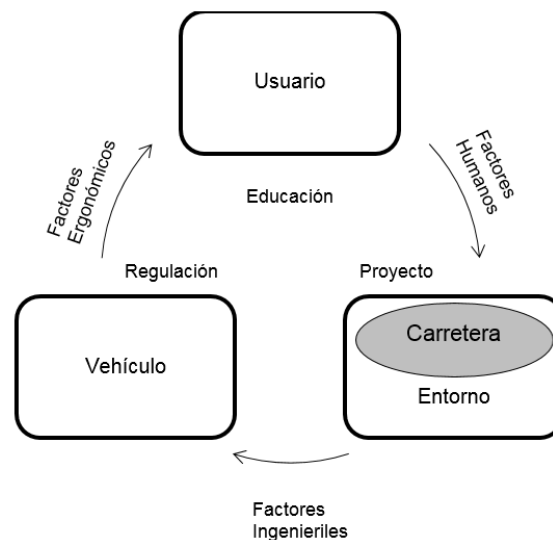 Usuario
Factores
Ergonómicos
Factores
Humanos
Educación
Regulación
Proyecto
Vehículo
Carretera
Entorno
Factores
Ingenieriles